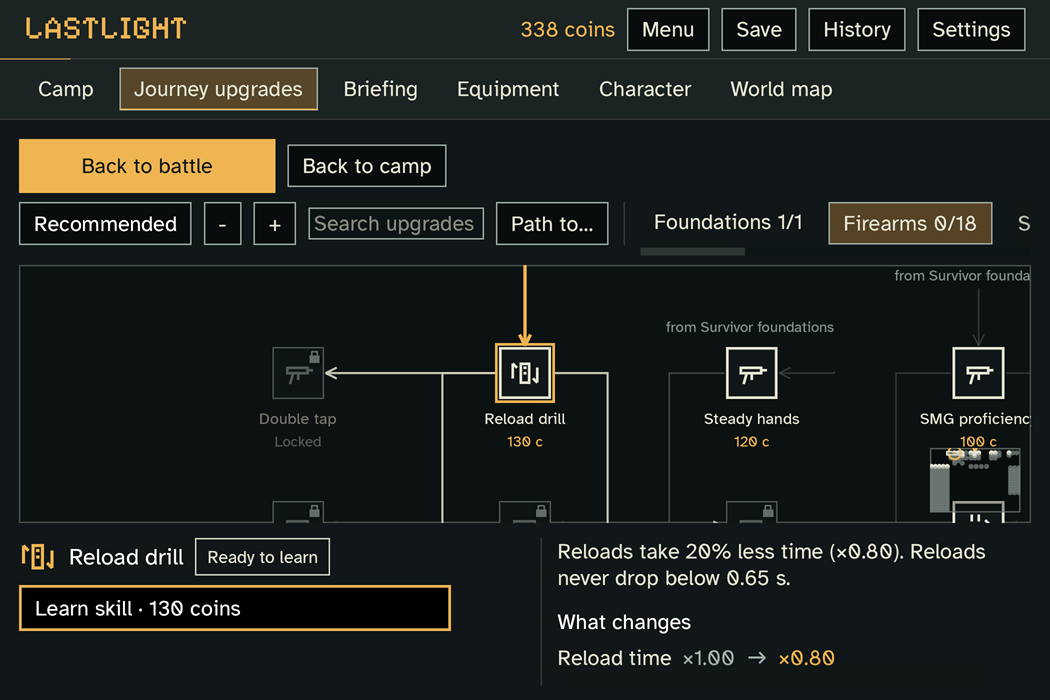 LASTLIGHT
338 coins
Menu
Save
History
Settings
Camp
Journey upgrades
Briefing
Equipment
Character
World map
Back to battle
Back to camp
Recommended
-
+
Search upgrades
Path to...
Foundations 1/1
Firearms 0/18
S
from Survivor founda
from Survivor foundations
Double tap
Locked
Reload drill
130 c
Steady hands
120 c
SMG proficienc
100 c
Reload drill
Ready to learn
Learn skill · 130 coins
Reloads take 20% less time (×0.80). Reloads
never drop below 0.65 s.
What changes
Reload time ×1.00 → ×0.80